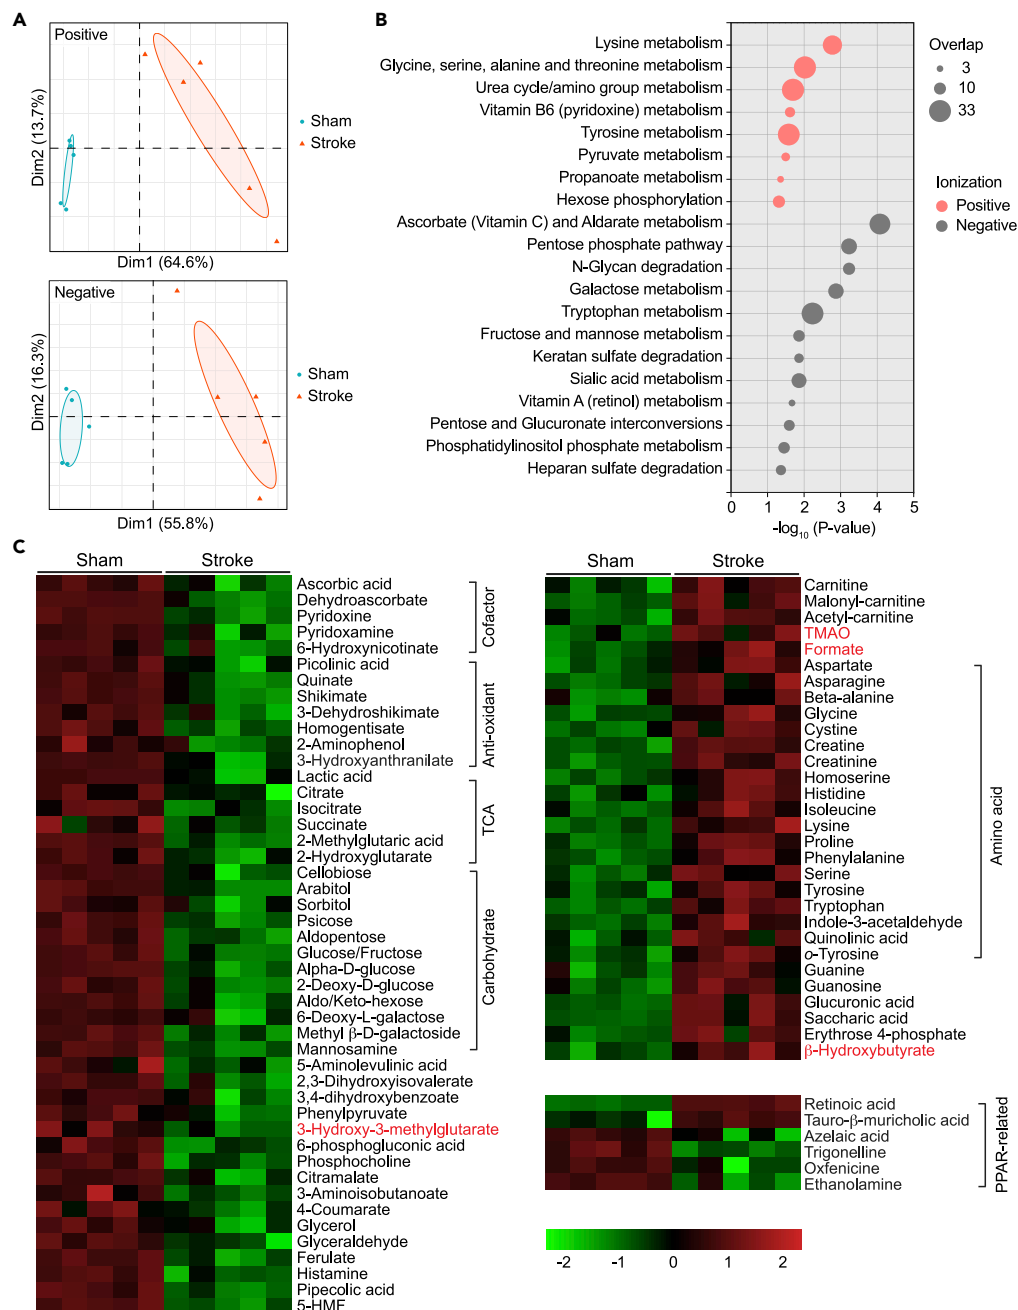 A
Positive
Dim2 (13.7%)
Dim1 (64.6%)
Sham
Stroke
Negative
Dim2 (16.3%)
Dim1 (55.8%)
Sham
Stroke
B
Lysine metabolism
Glycine, serine, alanine and threonine metabolism
Urea cycle/amino group metabolism
Vitamin B6 (pyridoxine) metabolism
Tyrosine metabolism
Pyruvate metabolism
Propanoate metabolism
Hexose phosphorylation
Ascorbate (Vitamin C) and Aldarate metabolism
Pentose phosphate pathway
N-Glycan degradation
Galactose metabolism
Tryptophan metabolism
Fructose and mannose metabolism
Keratan sulfate degradation
Sialic acid metabolism
Vitamin A (retinol) metabolism
Pentose and Glucuronate interconversions
Phosphatidylinositol phosphate metabolism
Heparan sulfate degradation
0 1 2 3 4 5
-log10 (P-value)
Overlap
3
10
33
Ionization
Positive
Negative
C
Sham Stroke
Ascorbic acid
Dehydroascorbate
Pyridoxine
Pyridoxamine
6-Hydroxynicotinate
Picolinic acid
Quinate
Shikimate
3-Dehydroshikimate
Homogentisate
2-Aminophenol
3-Hydroxyanthranilate
Lactic acid
Citrate
Isocitrate
Succinate
2-Methylglutaric acid
2-Hydroxyglutarate
Cellobiose
Arabitol
Sorbitol
Psicose
Aldopentose
Glucose/Fructose
Alpha-D-glucose
2-Deoxy-D-glucose
Aldo/Keto-hexose
6-Deoxy-L-galactose
Methyl β-D-galactoside
Mannosamine
5-Aminolevulinic acid
2,3-Dihydroxyisovalerate
3,4-dihydroxybenzoate
Phenylpyruvate
3-Hydroxy-3-methylglutarate
6-phosphogluconic acid
Phosphocholine
Citramalate
3-Aminoisobutanoate
4-Coumarate
Glycerol
Glyceraldehyde
Ferulate
Histamine
Pipecolic acid
5-HMF
Cofactor
Anti-oxidant
TCA
Carbohydrate
Sham Stroke
Carnitine
Malonyl-carnitine
Acetyl-carnitine
TMAO
Formate
Aspartate
Asparagine
Beta-alanine
Glycine
Cystine
Creatine
Creatinine
Homoserine
Histidine
Isoleucine
Lysine
Proline
Phenylalanine
Serine
Tyrosine
Tryptophan
Indole-3-acetaldehyde
Quinolinic acid
o-Tyrosine
Guanine
Guanosine
Glucuronic acid
Saccharic acid
Erythrose 4-phosphate
β-Hydroxybutyrate
Amino acid
Retinoic acid
Tauro-β-muricholic acid
Azelaic acid
Trigonelline
Oxfenicine
Ethanolamine
PPAR-related
-2 -1 0 1 2